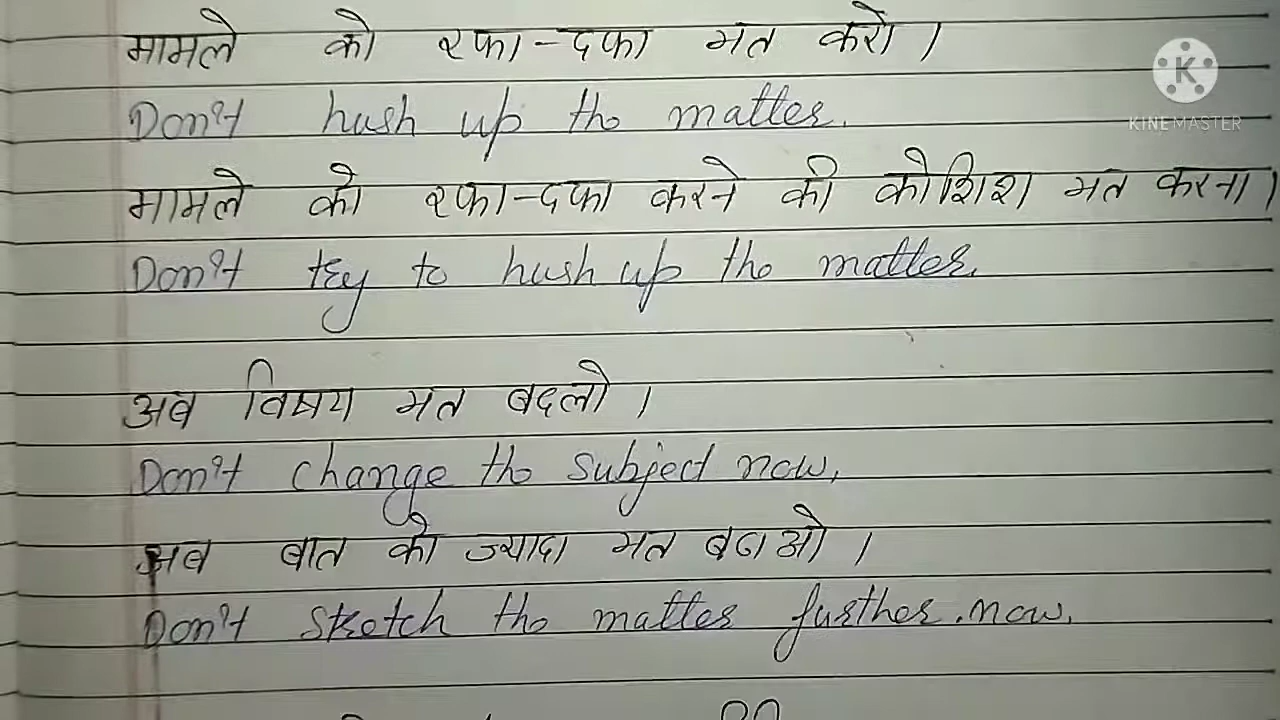 मामले को रफा-दफा मत करो ।
KINEMASTER
Don't hush up the matter.
मामले को रफा-दफा करने की कोशिश मत करना ।
Don't try to hush up the matter.
अब विषय मत बदलो ।
Don't change the subject now.
अब बात को ज्यादा मत बढाओ ।
Don't stretch the matter further.now.